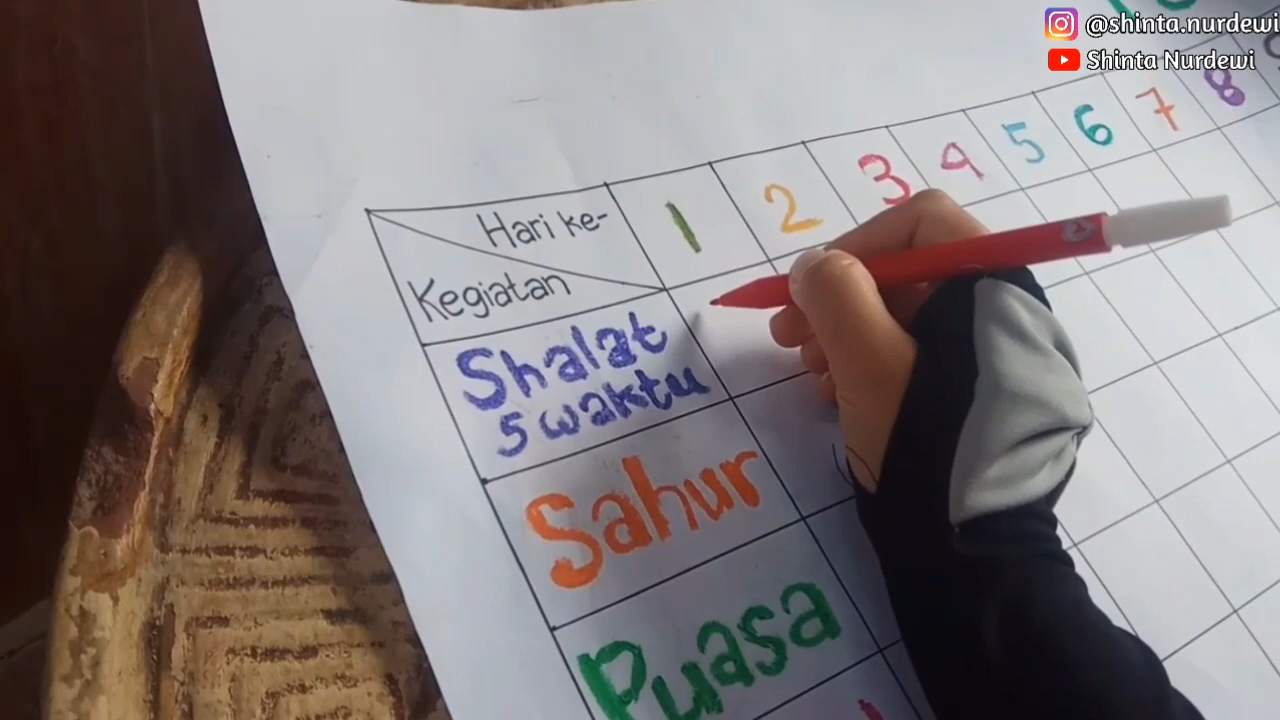 @shinta.nurdewi
Shinta Nurdewi
Hari ke-
1 2 3 4 5 6 7 8
Kegiatan
Shalat
5 waktu
Sahur
Puasa